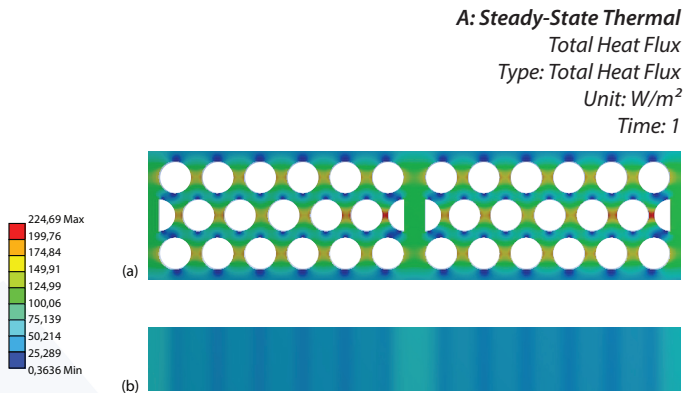 A: Steady-State Thermal
Total Heat Flux
Type: Total Heat Flux
Unit: W/m²
Time: 1
224,69 Max
199,76
174,84
149,91
124,99
100,06
75,139
50,214
25,289
0,3636 Min
(a)
(b)